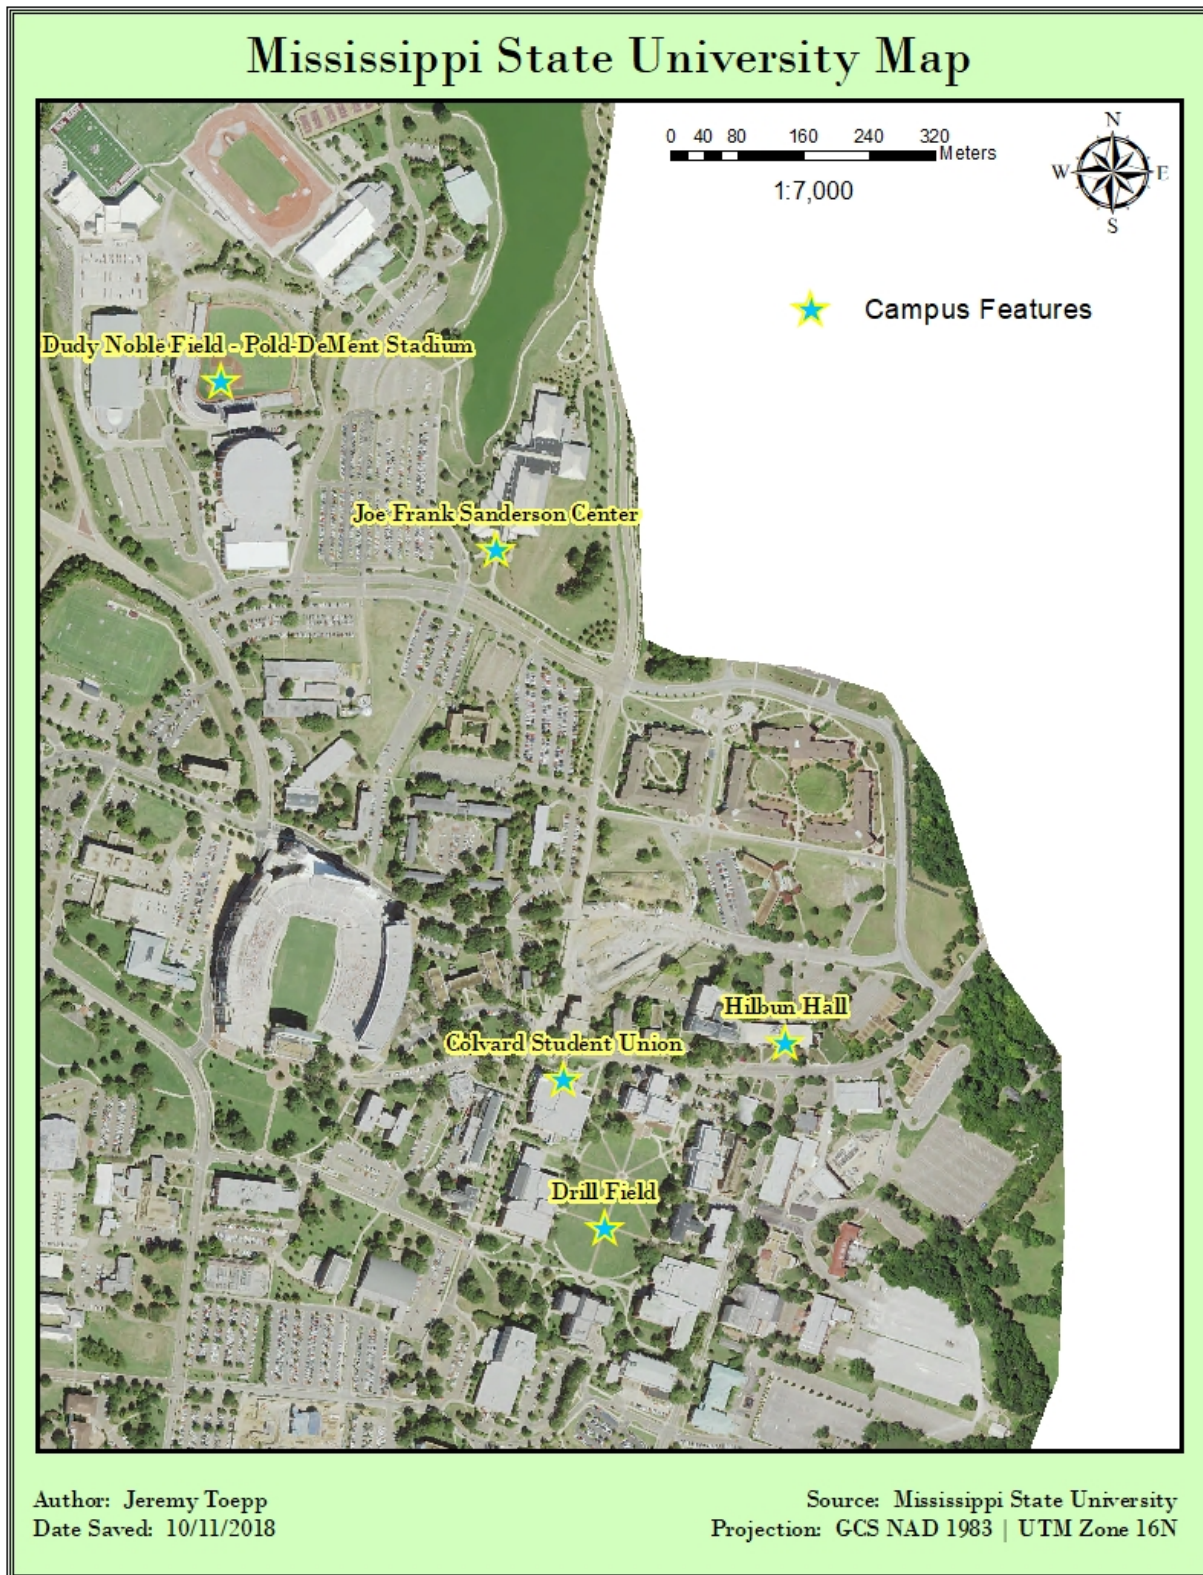 Mississippi State University Map
0 40 80 160 240 320
Meters
1:7,000
N
W E
S
Campus Features
Dudy Noble Field - Pold-DeMent Stadium
Joe Frank Sanderson Center
Hilbun Hall
Colvard Student Union
Drill Field
Author: Jeremy Toepp
Date Saved: 10/11/2018
Source: Mississippi State University
Projection: GCS NAD 1983 | UTM Zone 16N